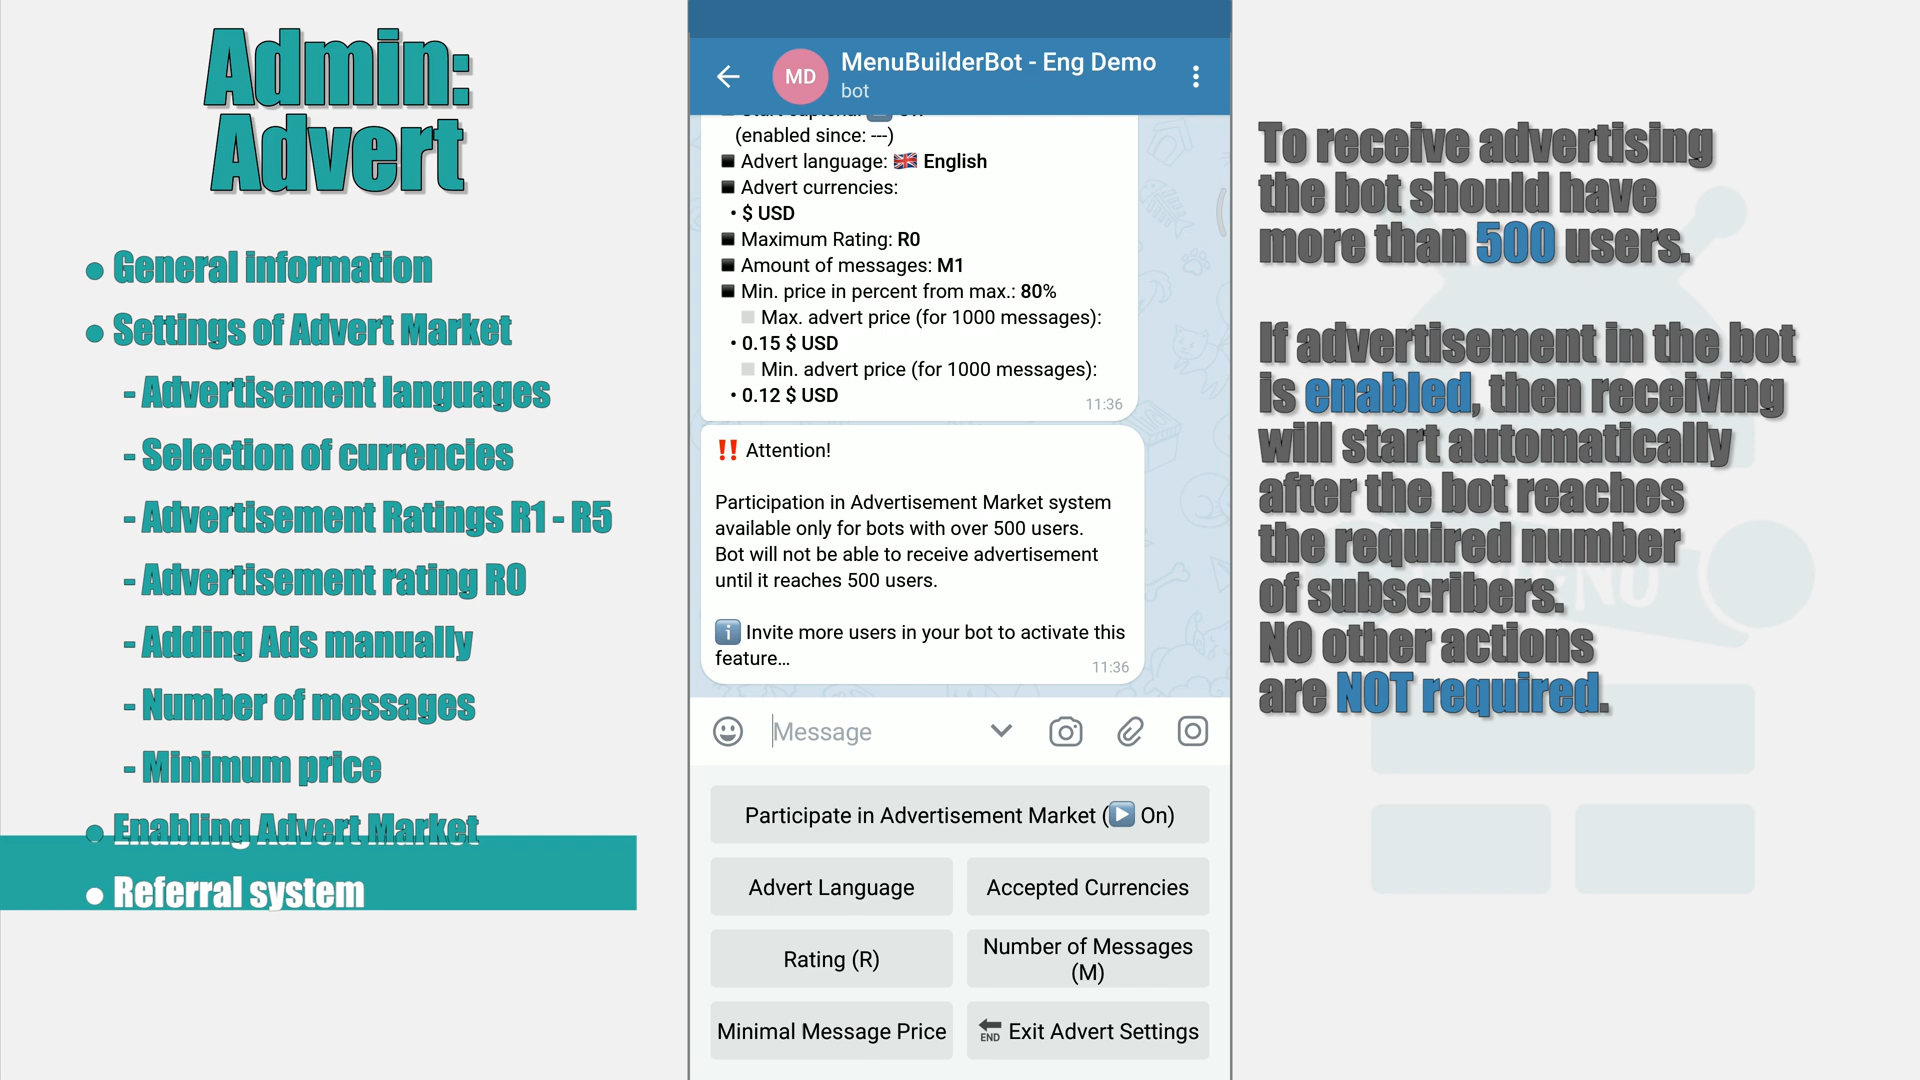 Admin:
Advert
• General information
• Settings of Advert Market
- Advertisement languages
- Selection of currencies
- Advertisement Ratings R1 - R5
- Advertisement rating R0
- Adding Ads manually
- Number of messages
- Minimum price
• Enabling Advert Market
• Referral system
MD
MenuBuilderBot - Eng Demo
bot
(enabled since: ---)
Advert language: 🇬🇧 English
Advert currencies:
• $ USD
Maximum Rating: R0
Amount of messages: M1
Min. price in percent from max.: 80%
Max. advert price (for 1000 messages):
• 0.15 $ USD
Min. advert price (for 1000 messages):
• 0.12 $ USD
11:36
‼️ Attention!
Participation in Advertisement Market system
available only for bots with over 500 users.
Bot will not be able to receive advertisement
until it reaches 500 users.
ℹ️ Invite more users in your bot to activate this
feature...
11:36
Message
Participate in Advertisement Market (▶️ On)
Advert Language
Accepted Currencies
Rating (R)
Number of Messages
(M)
Minimal Message Price
🔚 Exit Advert Settings
To receive advertising
the bot should have
more than 500 users.
If advertisement in the bot
is enabled, then receiving
will start automatically
after the bot reaches
the required number
of subscribers.
NO other actions
are NOT required.